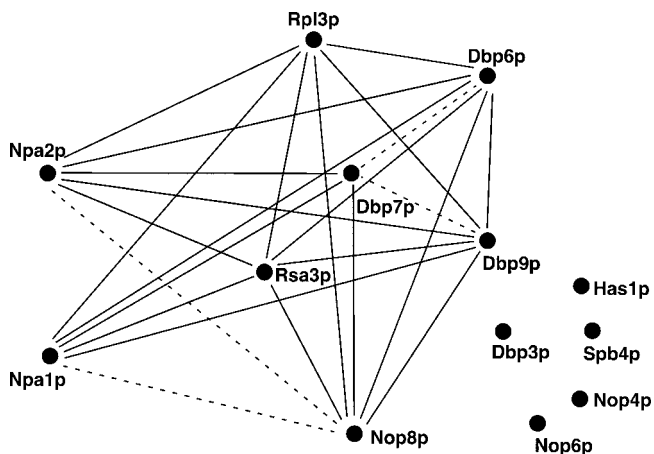 Rpl3p
Dbp6p
Npa2p
Dbp7p
Dbp9p
Rsa3p
Has1p
Dbp3p
Spb4p
Npa1p
Nop4p
Nop8p
Nop6p